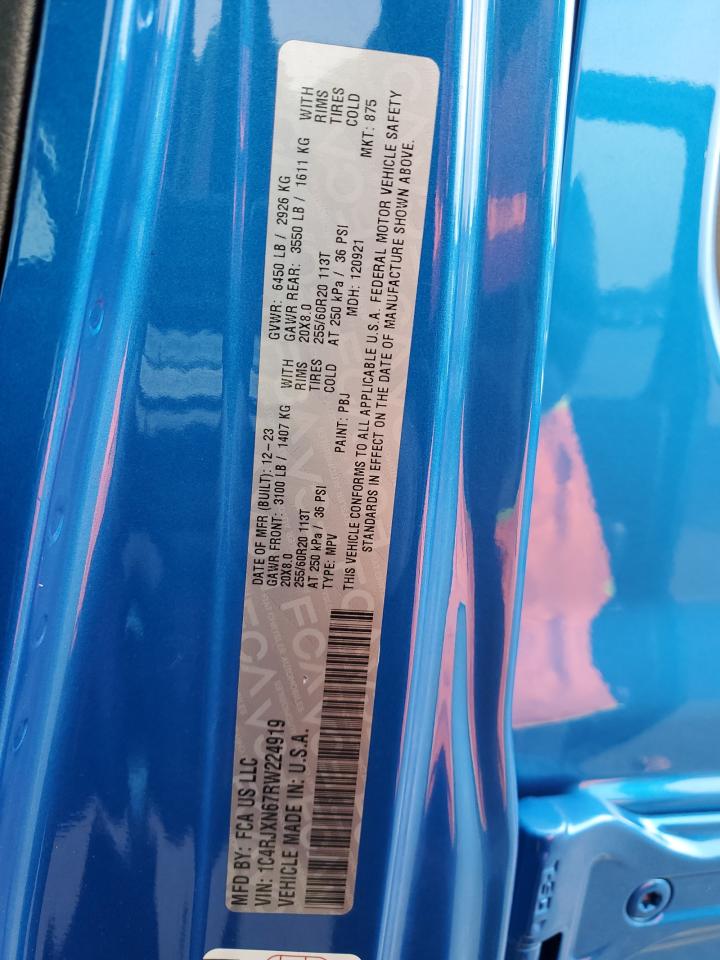 MFD BY: FCA US LLC
VIN: 1C4RJXN67RW224919
VEHICLE MADE IN: U.S.A.
DATE OF MFR (BUILT): 12-23
GAWR FRONT: 3100 LB / 1407 KG WITH
20X8.0 RIMS
255/60R20 113T TIRES
AT 250 kPa / 36 PSI COLD
TYPE: MPV PAINT: PBJ
GVWR: 6450 LB / 2926 KG
GAWR REAR: 3550 LB / 1611 KG WITH
20X8.0 RIMS
255/60R20 113T TIRES
AT 250 kPa / 36 PSI COLD
MDH: 120921 MKT: 875
THIS VEHICLE CONFORMS TO ALL APPLICABLE U.S.A. FEDERAL MOTOR VEHICLE SAFETY
STANDARDS IN EFFECT ON THE DATE OF MANUFACTURE SHOWN ABOVE.